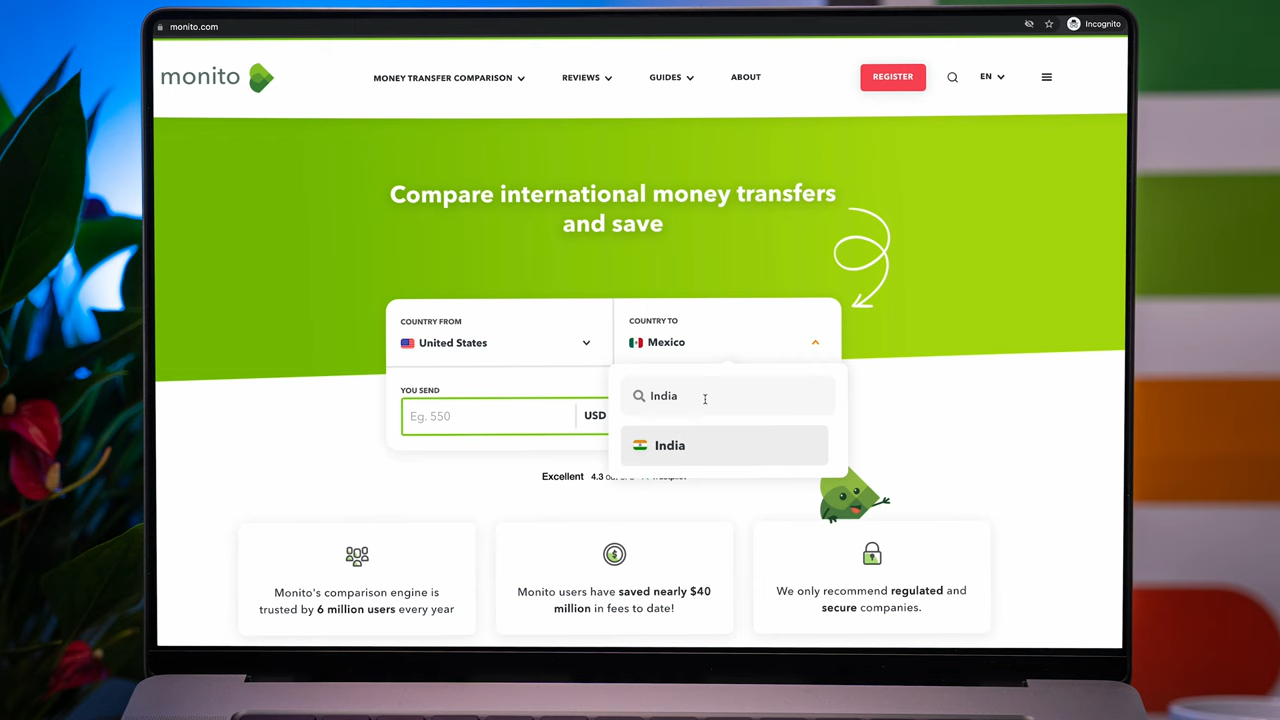 monito.com
Incognito
monito
MONEY TRANSFER COMPARISON
REVIEWS
GUIDES
ABOUT
REGISTER
EN
Compare international money transfers
and save
COUNTRY FROM
United States
COUNTRY TO
Mexico
India
India
YOU SEND
Eg. 550
USD
Excellent 4.3
Monito's comparison engine is
trusted by 6 million users every year
Monito users have saved nearly $40
million in fees to date!
We only recommend regulated and
secure companies.